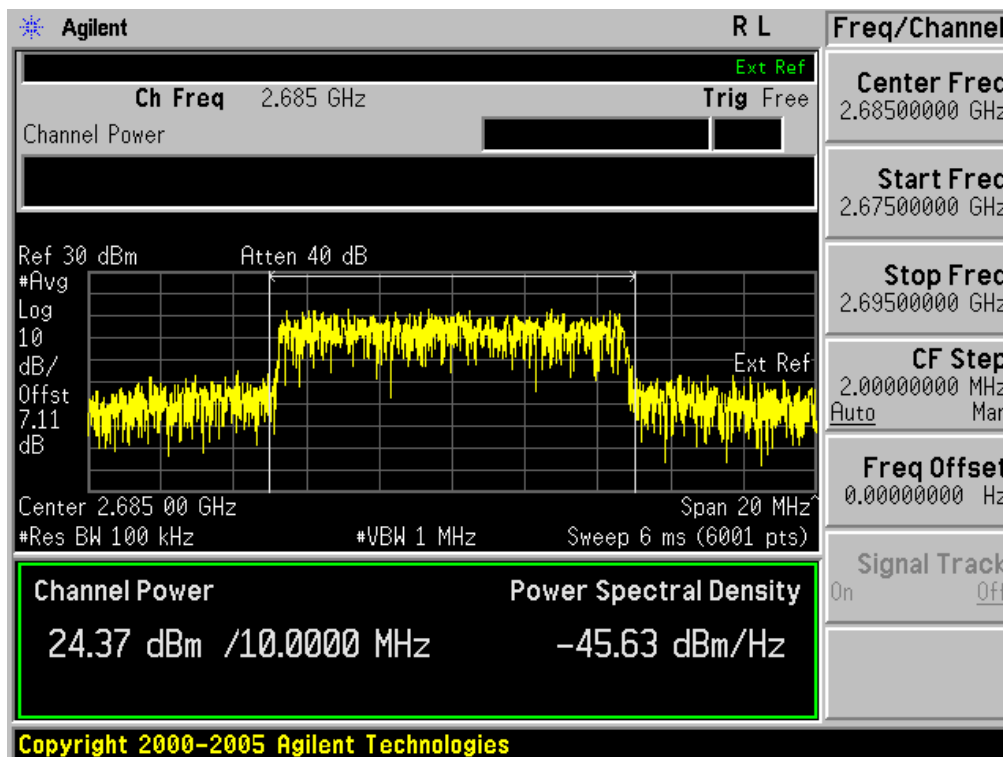 Agilent R L Freq/Channel
Ext Ref
Ch Freq 2.685 GHz Trig Free
Channel Power
Center Freq
2.68500000 GHz
Start Freq
2.67500000 GHz
Stop Freq
2.69500000 GHz
CF Step
2.00000000 MHz
Auto Man
Freq Offset
0.00000000 Hz
Signal Track
On Off
Ref 30 dBm Atten 40 dB
#Avg
Log
10
dB/
Offst
7.11
dB
Ext Ref
Center 2.685 00 GHz Span 20 MHz^
#Res BW 100 kHz #VBW 1 MHz Sweep 6 ms (6001 pts)
Channel Power Power Spectral Density
24.37 dBm /10.0000 MHz -45.63 dBm/Hz
Copyright 2000-2005 Agilent Technologies